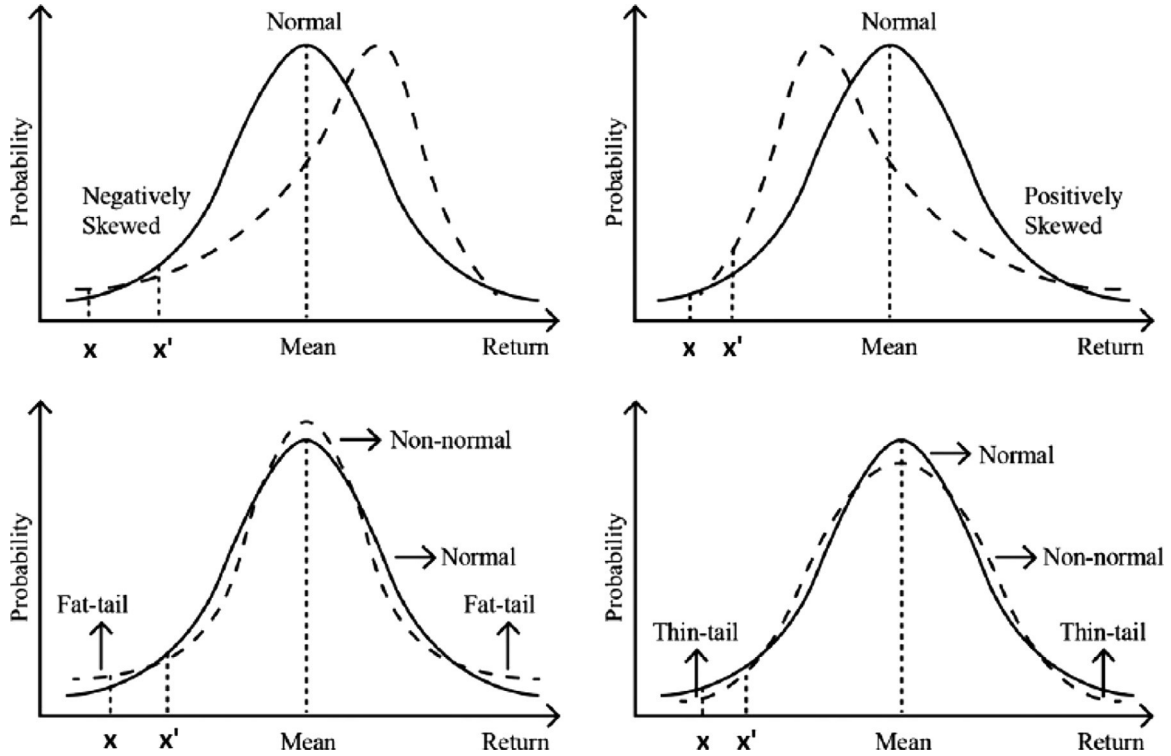 Normal
Probability
Negatively
Skewed
x
x'
Mean
Return
Normal
Probability
Positively
Skewed
x
x'
Mean
Return
Non-normal
Normal
Probability
Fat-tail
Fat-tail
x
x'
Mean
Return
Normal
Non-normal
Probability
Thin-tail
Thin-tail
x
x'
Mean
Return